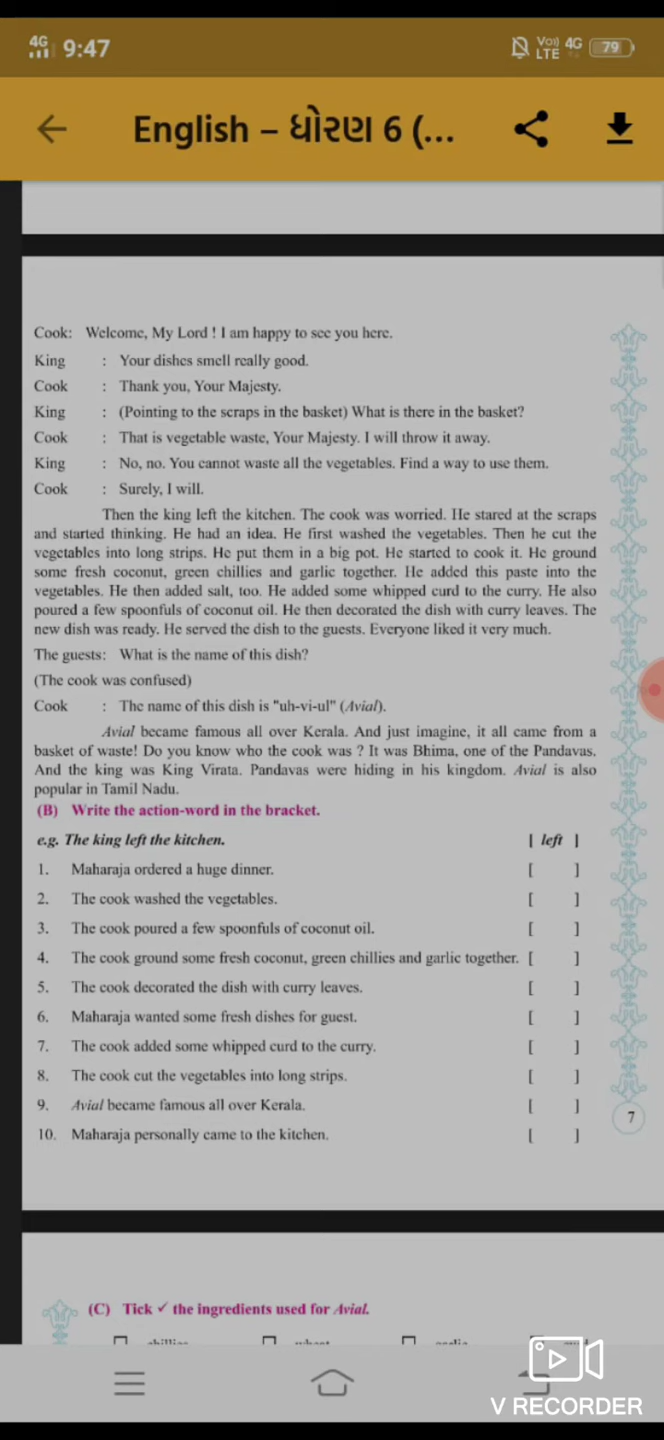 4G 9:47 Vo)) LTE 4G 79
English – ધોરણ 6 (...
Cook: Welcome, My Lord ! I am happy to see you here.
King : Your dishes smell really good.
Cook : Thank you, Your Majesty.
King : (Pointing to the scraps in the basket) What is there in the basket?
Cook : That is vegetable waste, Your Majesty. I will throw it away.
King : No, no. You cannot waste all the vegetables. Find a way to use them.
Cook : Surely, I will.
Then the king left the kitchen. The cook was worried. He stared at the scraps
and started thinking. He had an idea. He first washed the vegetables. Then he cut the
vegetables into long strips. He put them in a big pot. He started to cook it. He ground
some fresh coconut, green chillies and garlic together. He added this paste into the
vegetables. He then added salt, too. He added some whipped curd to the curry. He also
poured a few spoonfuls of coconut oil. He then decorated the dish with curry leaves. The
new dish was ready. He served the dish to the guests. Everyone liked it very much.
The guests: What is the name of this dish?
(The cook was confused)
Cook : The name of this dish is "uh-vi-ul" (Avial).
Avial became famous all over Kerala. And just imagine, it all came from a
basket of waste! Do you know who the cook was ? It was Bhima, one of the Pandavas.
And the king was King Virata. Pandavas were hiding in his kingdom. Avial is also
popular in Tamil Nadu.
(B) Write the action-word in the bracket.
e.g. The king left the kitchen. [ left ]
1. Maharaja ordered a huge dinner. [ ]
2. The cook washed the vegetables. [ ]
3. The cook poured a few spoonfuls of coconut oil. [ ]
4. The cook ground some fresh coconut, green chillies and garlic together. [ ]
5. The cook decorated the dish with curry leaves. [ ]
6. Maharaja wanted some fresh dishes for guest. [ ]
7. The cook added some whipped curd to the curry. [ ]
8. The cook cut the vegetables into long strips. [ ]
9. Avial became famous all over Kerala. [ ]
10. Maharaja personally came to the kitchen. [ ]
7
(C) Tick ✓ the ingredients used for Avial.
V RECORDER